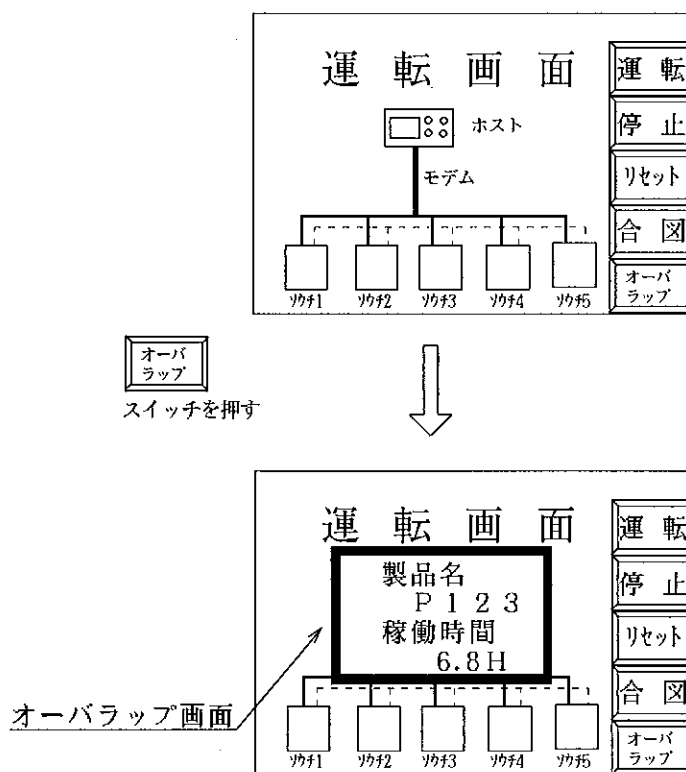 運転画面
ホスト
モデム
ソウチ1
ソウチ2
ソウチ3
ソウチ4
ソウチ5
運転
停止
リセット
合図
オーバ
ラップ
オーバ
ラップ
スイッチを押す
運転画面
製品名
P123
稼働時間
6.8H
オーバラップ画面
ソウチ1
ソウチ2
ソウチ3
ソウチ4
ソウチ5
運転
停止
リセット
合図
オーバ
ラップ